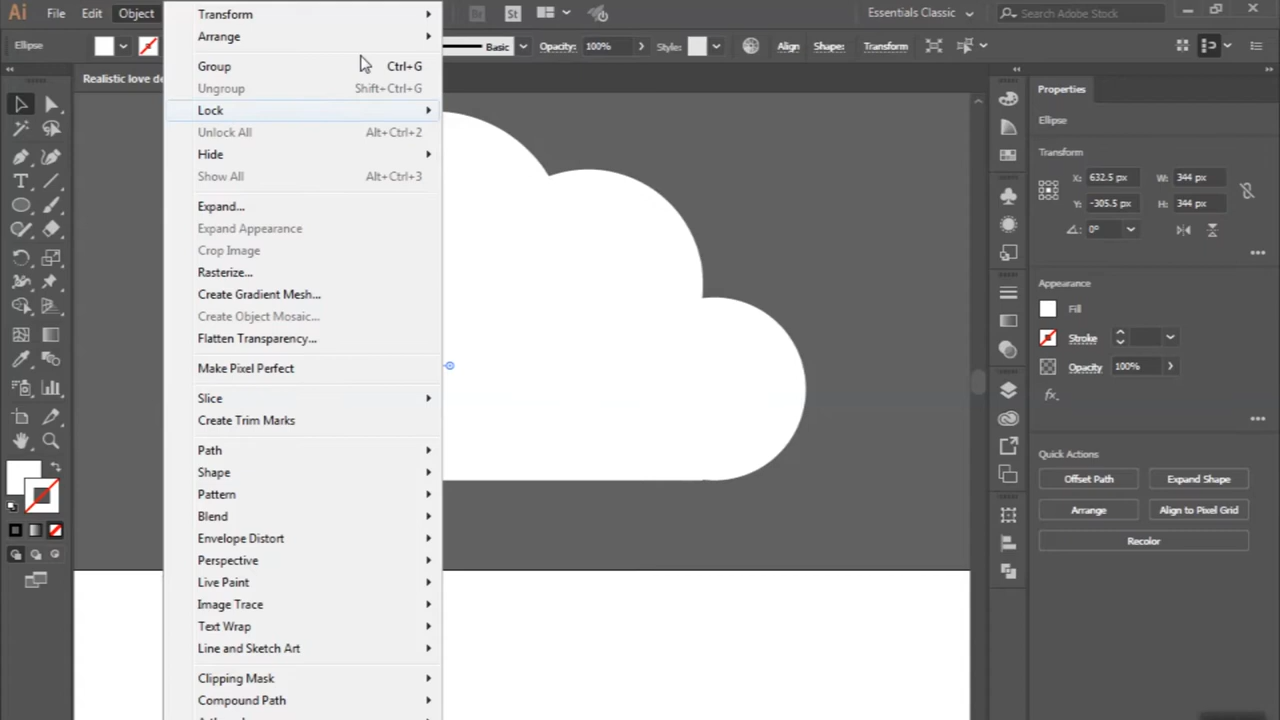 Ai File Edit Object Br St Essentials Classic Search Adobe Stock
Ellipse Basic Opacity: 100% Style: Align Shape: Transform
Realistic love de
Transform
Arrange
Group Ctrl+G
Ungroup Shift+Ctrl+G
Lock
Unlock All Alt+Ctrl+2
Hide
Show All Alt+Ctrl+3
Expand...
Expand Appearance
Crop Image
Rasterize...
Create Gradient Mesh...
Create Object Mosaic...
Flatten Transparency...
Make Pixel Perfect
Slice
Create Trim Marks
Path
Shape
Pattern
Blend
Envelope Distort
Perspective
Live Paint
Image Trace
Text Wrap
Line and Sketch Art
Clipping Mask
Compound Path
Properties
Ellipse
Transform
X: 632.5 px W: 344 px
Y: -305.5 px H: 344 px
0°
Appearance
Fill
Stroke
Opacity 100%
fx.
Quick Actions
Offset Path Expand Shape
Arrange Align to Pixel Grid
Recolor